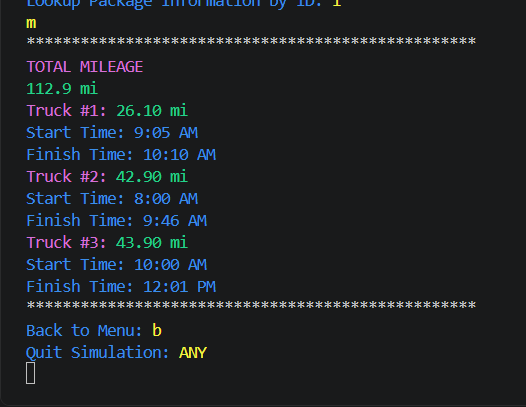 Lookup Package Information by ID: i
m
**************************************************
TOTAL MILEAGE
112.9 mi
Truck #1: 26.10 mi
Start Time: 9:05 AM
Finish Time: 10:10 AM
Truck #2: 42.90 mi
Start Time: 8:00 AM
Finish Time: 9:46 AM
Truck #3: 43.90 mi
Start Time: 10:00 AM
Finish Time: 12:01 PM
**************************************************
Back to Menu: b
Quit Simulation: ANY